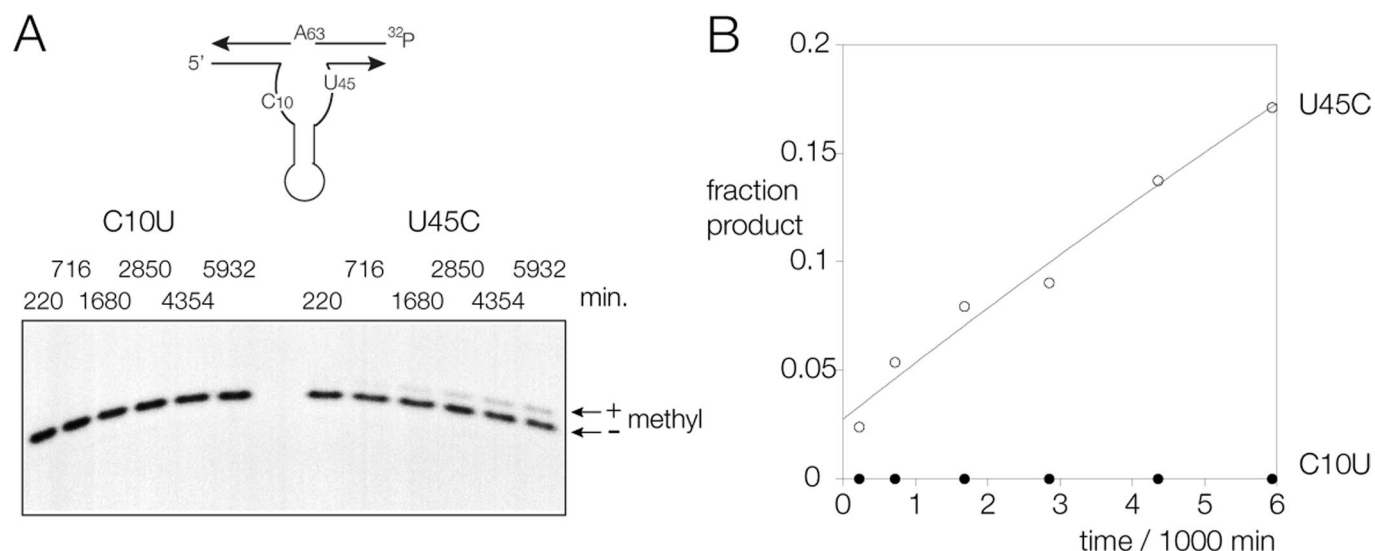 A
A63
32P
5'
U45
C10
C10U U45C
716 2850 5932 716 2850 5932
220 1680 4354 220 1680 4354 min.
+
methyl
-
B
0.2
U45C
0.15
fraction
product
0.1
0.05
C10U
0
0 1 2 3 4 5 6
time / 1000 min